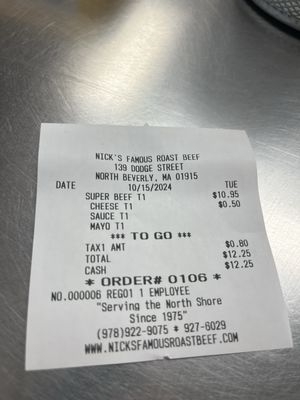 NICK'S FAMOUS ROAST BEEF
139 DODGE STREET
NORTH BEVERLY, MA 01915
DATE 10/15/2024 TUE
SUPER BEEF T1 $10.95
CHEESE T1 $0.50
SAUCE T1
MAYO T1
*** TO GO ***
TAX1 AMT $0.80
TOTAL $12.25
CASH $12.25
* ORDER# 0106 *
NO.000006 REG01 1 EMPLOYEE
"Serving the North Shore
Since 1975"
(978)922-9075 * 927-6029
WWW.NICKSFAMOUSROASTBEEF.COM